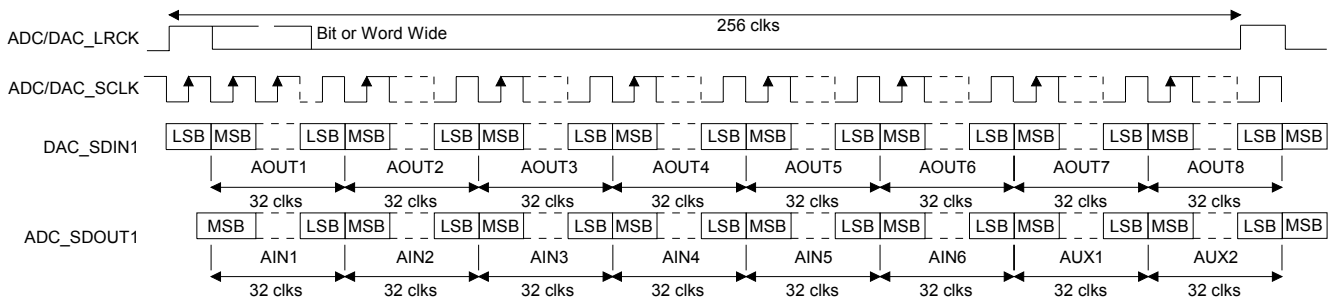 256 clks
ADC/DAC_LRCK Bit or Word Wide
ADC/DAC_SCLK
DAC_SDIN1 LSB MSB LSB MSB LSB MSB LSB MSB LSB MSB LSB MSB LSB MSB LSB MSB LSB MSB
AOUT1 AOUT2 AOUT3 AOUT4 AOUT5 AOUT6 AOUT7 AOUT8
32 clks 32 clks 32 clks 32 clks 32 clks 32 clks 32 clks 32 clks
ADC_SDOUT1 MSB LSB MSB LSB MSB LSB MSB LSB MSB LSB MSB LSB MSB LSB MSB LSB MSB
AIN1 AIN2 AIN3 AIN4 AIN5 AIN6 AUX1 AUX2
32 clks 32 clks 32 clks 32 clks 32 clks 32 clks 32 clks 32 clks